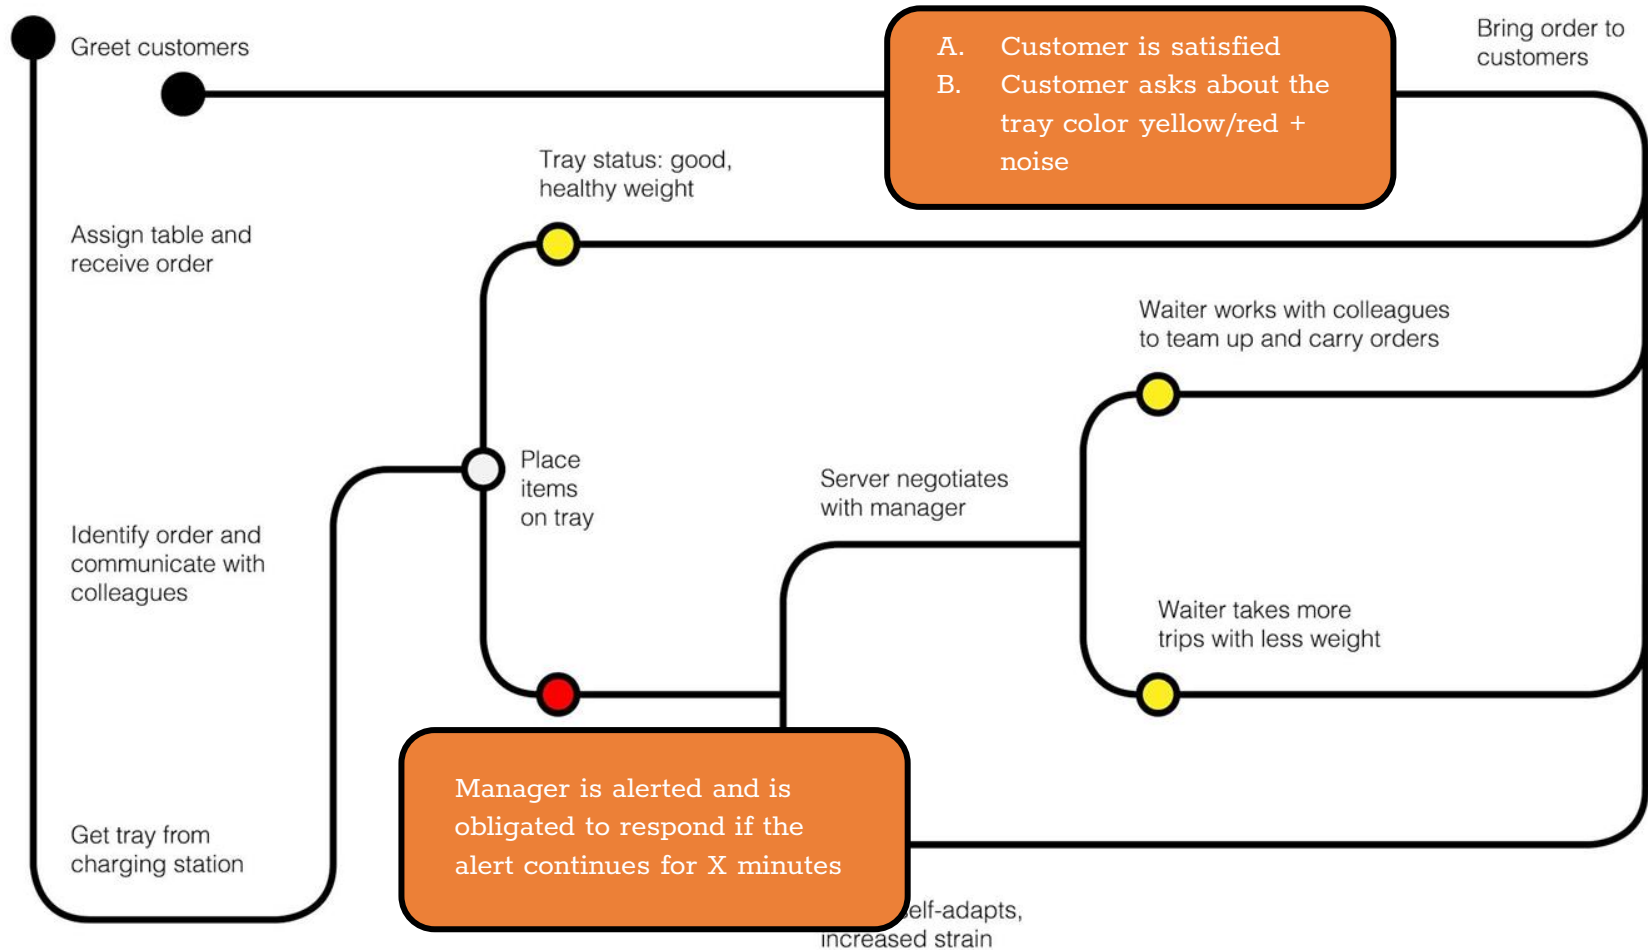 Greet customers
A. Customer is satisfied
B. Customer asks about the
tray color yellow/red +
noise
Bring order to
customers
Tray status: good,
healthy weight
Assign table and
receive order
Waiter works with colleagues
to team up and carry orders
Place
items
on tray
Server negotiates
with manager
Identify order and
communicate with
colleagues
Waiter takes more
trips with less weight
Manager is alerted and is
obligated to respond if the
alert continues for X minutes
Get tray from
charging station
self-adapts,
increased strain